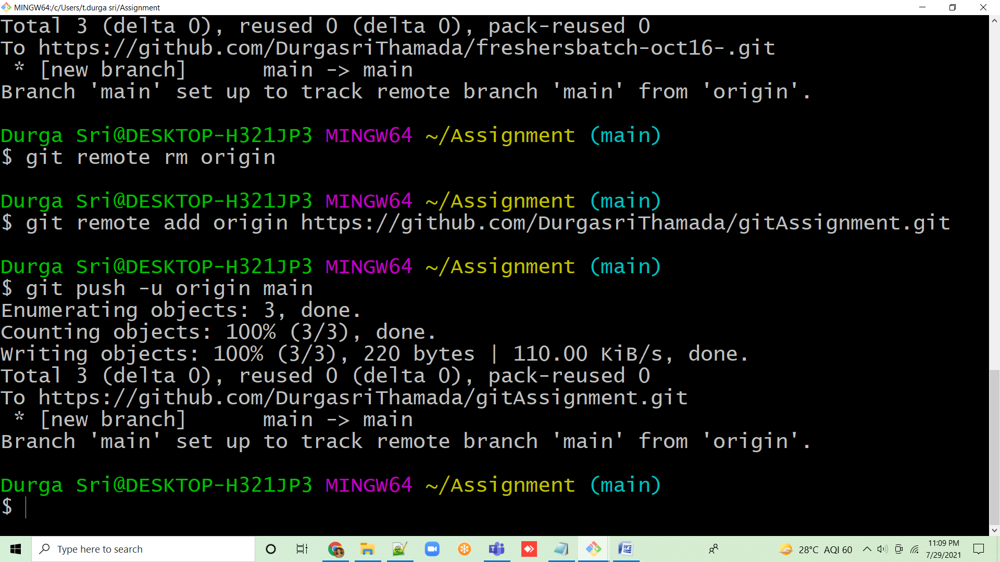 MINGW64:/c/Users/t.durga sri/Assignment
Total 3 (delta 0), reused 0 (delta 0), pack-reused 0
To https://github.com/DurgasriThamada/freshersbatch-oct16-.git
 * [new branch]      main -> main
Branch 'main' set up to track remote branch 'main' from 'origin'.
Durga Sri@DESKTOP-H321JP3 MINGW64 ~/Assignment (main)
$ git remote rm origin
Durga Sri@DESKTOP-H321JP3 MINGW64 ~/Assignment (main)
$ git remote add origin https://github.com/DurgasriThamada/gitAssignment.git
Durga Sri@DESKTOP-H321JP3 MINGW64 ~/Assignment (main)
$ git push -u origin main
Enumerating objects: 3, done.
Counting objects: 100% (3/3), done.
Writing objects: 100% (3/3), 220 bytes | 110.00 KiB/s, done.
Total 3 (delta 0), reused 0 (delta 0), pack-reused 0
To https://github.com/DurgasriThamada/gitAssignment.git
 * [new branch]      main -> main
Branch 'main' set up to track remote branch 'main' from 'origin'.
Durga Sri@DESKTOP-H321JP3 MINGW64 ~/Assignment (main)
$
Type here to search
28°C AQI 60
11:09 PM
7/29/2021